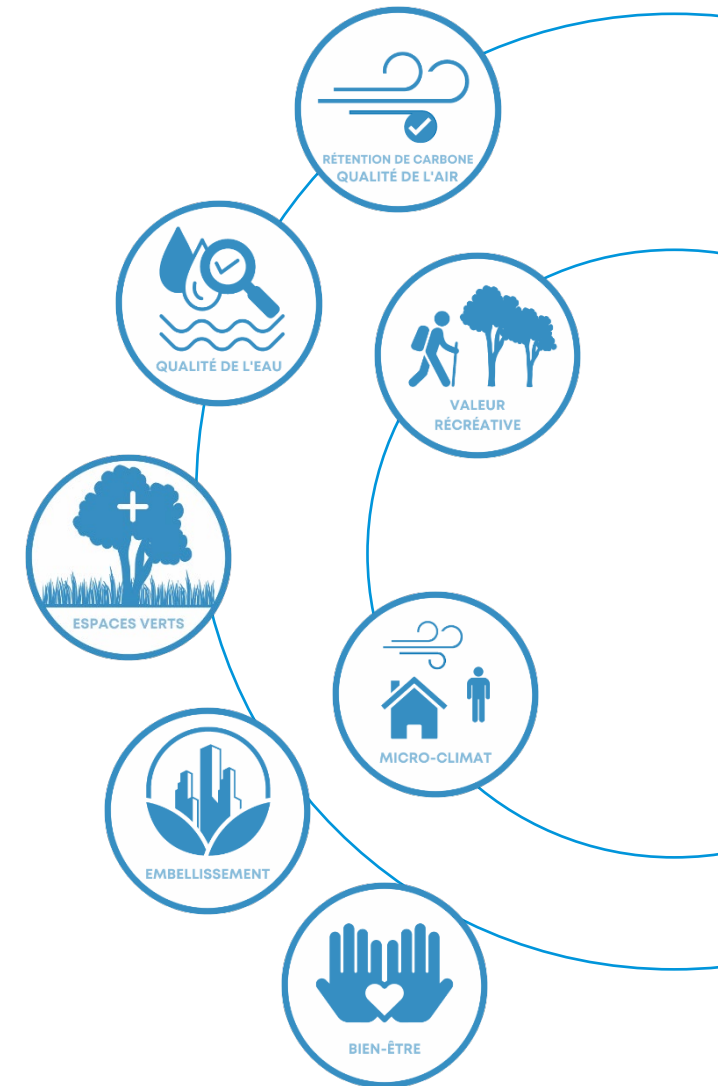 RÉTENTION DE CARBONE
QUALITÉ DE L'AIR
QUALITÉ DE L'EAU
VALEUR
RÉCRÉATIVE
ESPACES VERTS
MICRO-CLIMAT
EMBELLISSEMENT
BIEN-ÊTRE